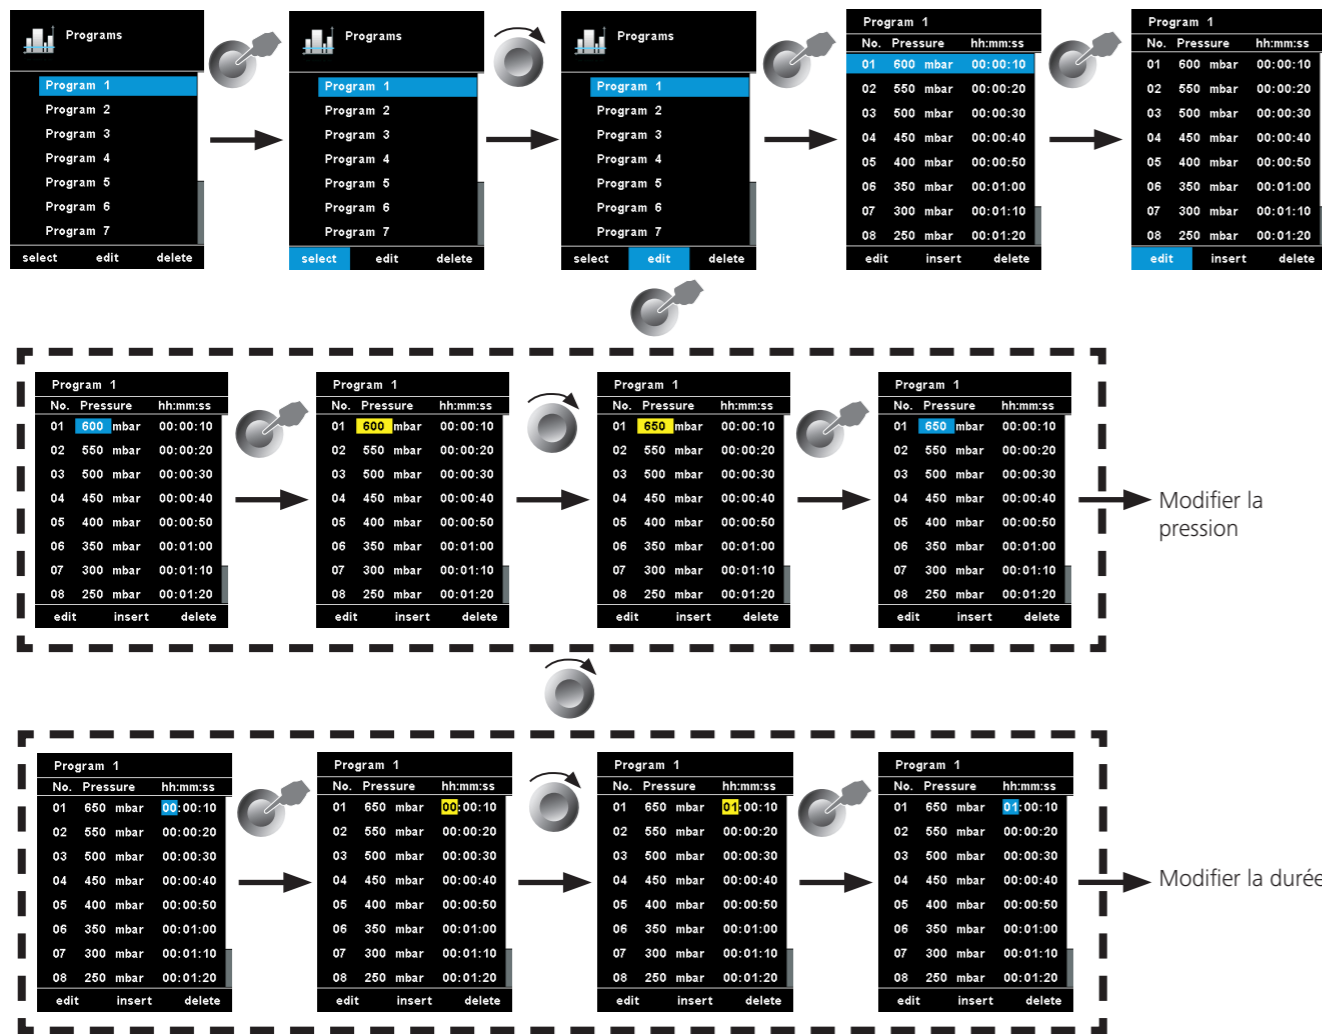 Programs
Program 1
Program 2
Program 3
Program 4
Program 5
Program 6
Program 7
select edit delete
Programs
Program 1
Program 2
Program 3
Program 4
Program 5
Program 6
Program 7
select edit delete
Programs
Program 1
Program 2
Program 3
Program 4
Program 5
Program 6
Program 7
select edit delete
Program 1
No. Pressure hh:mm:ss
01 600 mbar 00:00:10
02 550 mbar 00:00:20
03 500 mbar 00:00:30
04 450 mbar 00:00:40
05 400 mbar 00:00:50
06 350 mbar 00:01:00
07 300 mbar 00:01:10
08 250 mbar 00:01:20
edit insert delete
Program 1
No. Pressure hh:mm:ss
01 600 mbar 00:00:10
02 550 mbar 00:00:20
03 500 mbar 00:00:30
04 450 mbar 00:00:40
05 400 mbar 00:00:50
06 350 mbar 00:01:00
07 300 mbar 00:01:10
08 250 mbar 00:01:20
edit insert delete
Program 1
No. Pressure hh:mm:ss
01 600 mbar 00:00:10
02 550 mbar 00:00:20
03 500 mbar 00:00:30
04 450 mbar 00:00:40
05 400 mbar 00:00:50
06 350 mbar 00:01:00
07 300 mbar 00:01:10
08 250 mbar 00:01:20
edit insert delete
Program 1
No. Pressure hh:mm:ss
01 600 mbar 00:00:10
02 550 mbar 00:00:20
03 500 mbar 00:00:30
04 450 mbar 00:00:40
05 400 mbar 00:00:50
06 350 mbar 00:01:00
07 300 mbar 00:01:10
08 250 mbar 00:01:20
edit insert delete
Program 1
No. Pressure hh:mm:ss
01 650 mbar 00:00:10
02 550 mbar 00:00:20
03 500 mbar 00:00:30
04 450 mbar 00:00:40
05 400 mbar 00:00:50
06 350 mbar 00:01:00
07 300 mbar 00:01:10
08 250 mbar 00:01:20
edit insert delete
Program 1
No. Pressure hh:mm:ss
01 650 mbar 00:00:10
02 550 mbar 00:00:20
03 500 mbar 00:00:30
04 450 mbar 00:00:40
05 400 mbar 00:00:50
06 350 mbar 00:01:00
07 300 mbar 00:01:10
08 250 mbar 00:01:20
edit insert delete
Modifier la
pression
Program 1
No. Pressure hh:mm:ss
01 650 mbar 00:00:10
02 550 mbar 00:00:20
03 500 mbar 00:00:30
04 450 mbar 00:00:40
05 400 mbar 00:00:50
06 350 mbar 00:01:00
07 300 mbar 00:01:10
08 250 mbar 00:01:20
edit insert delete
Program 1
No. Pressure hh:mm:ss
01 650 mbar 00:00:10
02 550 mbar 00:00:20
03 500 mbar 00:00:30
04 450 mbar 00:00:40
05 400 mbar 00:00:50
06 350 mbar 00:01:00
07 300 mbar 00:01:10
08 250 mbar 00:01:20
edit insert delete
Program 1
No. Pressure hh:mm:ss
01 650 mbar 01:00:10
02 550 mbar 00:00:20
03 500 mbar 00:00:30
04 450 mbar 00:00:40
05 400 mbar 00:00:50
06 350 mbar 00:01:00
07 300 mbar 00:01:10
08 250 mbar 00:01:20
edit insert delete
Program 1
No. Pressure hh:mm:ss
01 650 mbar 01:00:10
02 550 mbar 00:00:20
03 500 mbar 00:00:30
04 450 mbar 00:00:40
05 400 mbar 00:00:50
06 350 mbar 00:01:00
07 300 mbar 00:01:10
08 250 mbar 00:01:20
edit insert delete
Modifier la durée